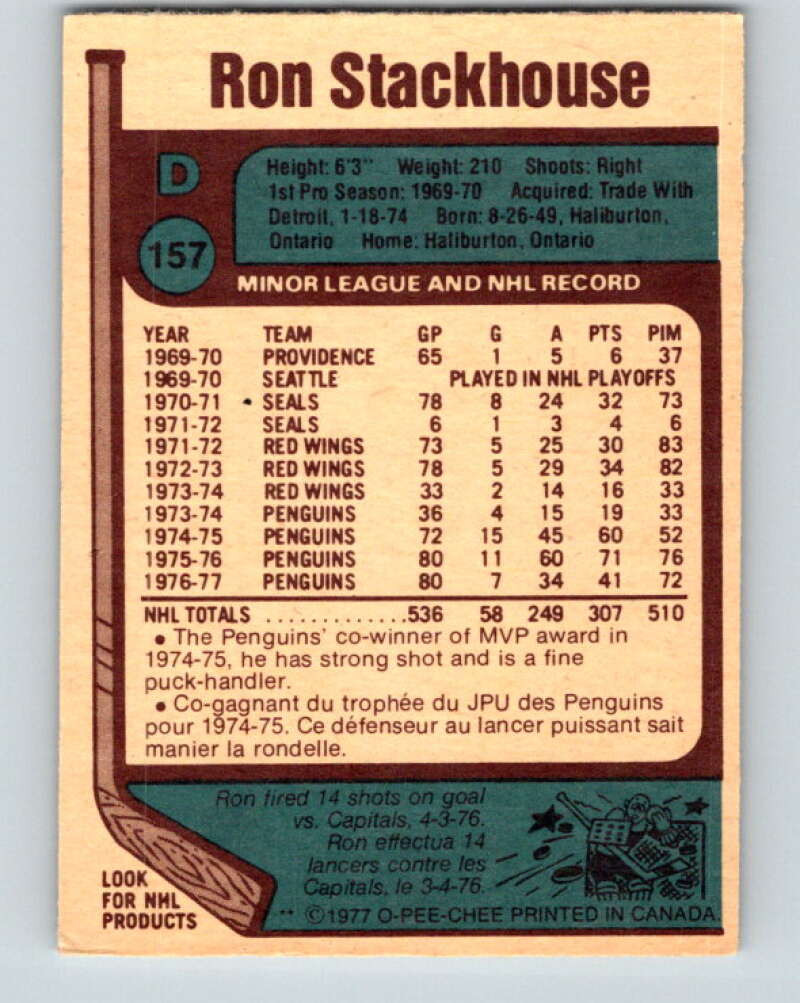 Ron Stackhouse
D
157
Height: 6'3" Weight: 210 Shoots: Right
1st Pro Season: 1969-70 Acquired: Trade With
Detroit, 1-18-74 Born: 8-26-49, Haliburton,
Ontario Home: Haliburton, Ontario
MINOR LEAGUE AND NHL RECORD
YEAR TEAM GP G A PTS PIM
1969-70 PROVIDENCE 65 1 5 6 37
1969-70 SEATTLE PLAYED IN NHL PLAYOFFS
1970-71 SEALS 78 8 24 32 73
1971-72 SEALS 6 1 3 4 6
1971-72 RED WINGS 73 5 25 30 83
1972-73 RED WINGS 78 5 29 34 82
1973-74 RED WINGS 33 2 14 16 33
1973-74 PENGUINS 36 4 15 19 33
1974-75 PENGUINS 72 15 45 60 52
1975-76 PENGUINS 80 11 60 71 76
1976-77 PENGUINS 80 7 34 41 72
NHL TOTALS .............536 58 249 307 510
• The Penguins' co-winner of MVP award in
1974-75, he has strong shot and is a fine
puck-handler.
• Co-gagnant du trophée du JPU des Penguins
pour 1974-75. Ce défenseur au lancer puissant sait
manier la rondelle.
Ron fired 14 shots on goal
vs. Capitals, 4-3-76.
Ron effectua 14
lancers contre les
Capitals, le 3-4-76.
LOOK
FOR NHL
PRODUCTS
** ©1977 O-PEE-CHEE PRINTED IN CANADA.